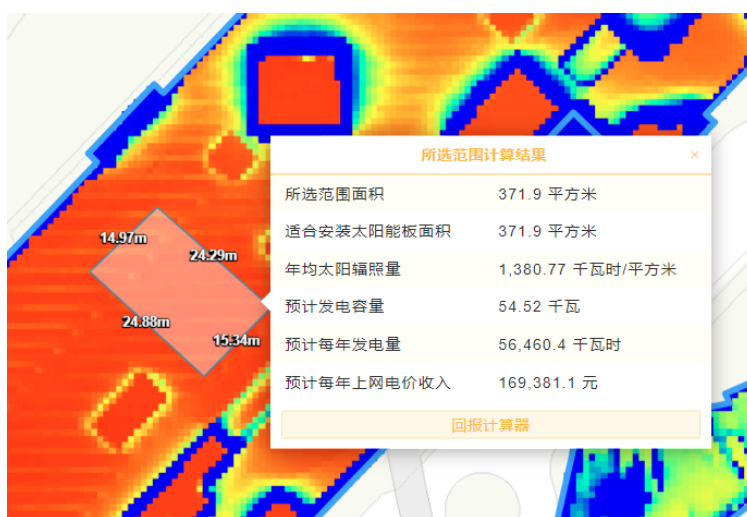 所选范围计算结果 ×
所选范围面积 371.9 平方米
适合安装太阳能板面积 371.9 平方米
年均太阳辐照量 1,380.77 千瓦时/平方米
预计发电容量 54.52 千瓦
预计每年发电量 56,460.4 千瓦时
预计每年上网电价收入 169,381.1 元
回报计算器
14.97m
24.29m
24.88m
15.34m